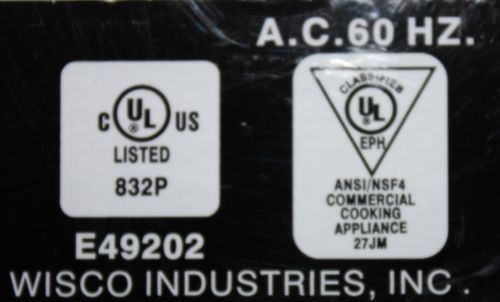 A.C.60 HZ.
C UL ® US
LISTED
832P
E49202
CLASSIFIED
UL ®
EPH
ANSI/NSF4
COMMERCIAL
COOKING
APPLIANCE
27JM
WISCO INDUSTRIES, INC.